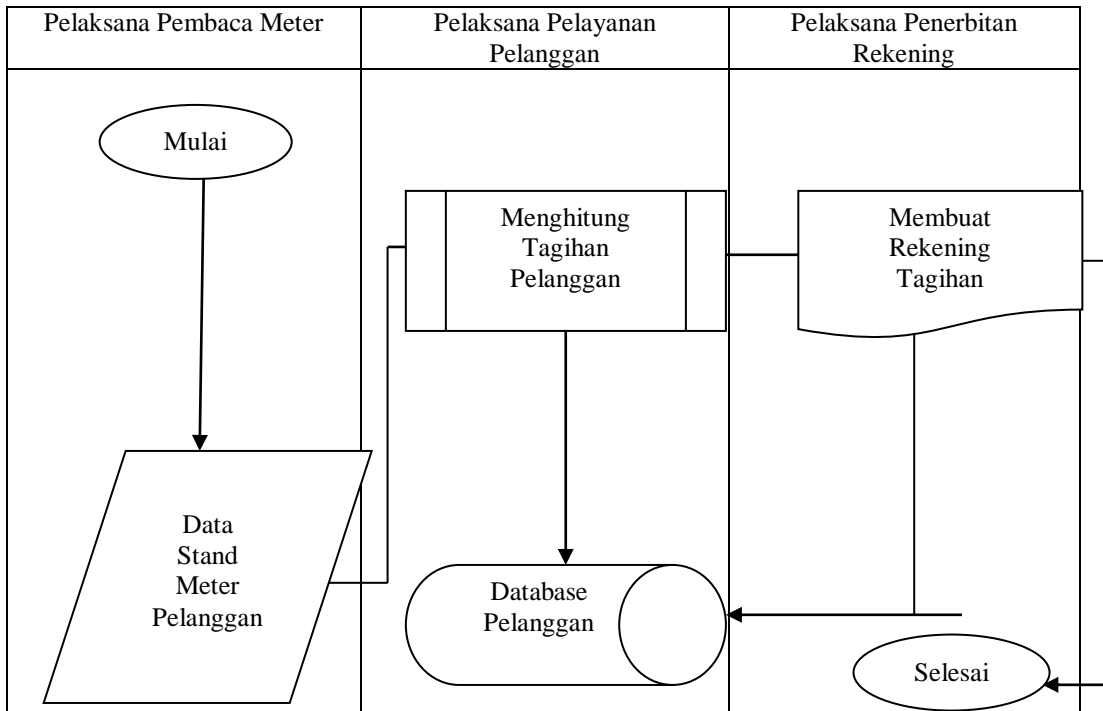 Pelaksana Pembaca Meter
Pelaksana Pelayanan
Pelanggan
Pelaksana Penerbitan
Rekening
Mulai
Menghitung
Tagihan
Pelanggan
Membuat
Rekening
Tagihan
Data
Stand
Meter
Pelanggan
Database
Pelanggan
Selesai